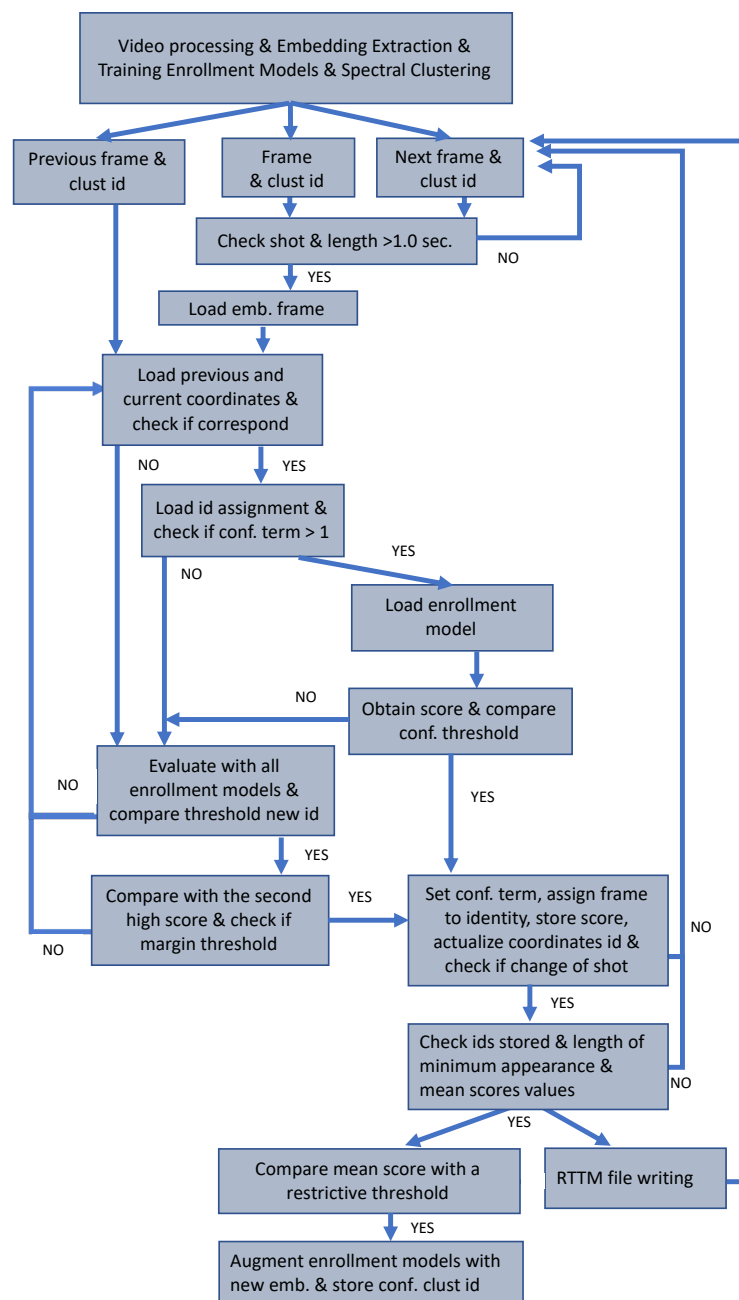 Video processing & Embedding Extraction &
Training Enrollment Models & Spectral Clustering
Previous frame &
clust id
Frame
& clust id
Next frame &
clust id
Check shot & length >1.0 sec.
NO
YES
Load emb. frame
Load previous and
current coordinates &
check if correspond
NO
YES
Load id assignment &
check if conf. term > 1
YES
NO
Load enrollment
model
NO
Obtain score & compare
conf. threshold
Evaluate with all
enrollment models &
compare threshold new id
NO
YES
YES
Compare with the second
high score & check if
margin threshold
YES
NO
Set conf. term, assign frame
to identity, store score,
actualize coordinates id &
check if change of shot
NO
YES
Check ids stored & length of
minimum appearance &
mean scores values
NO
YES
Compare mean score with a
restrictive threshold
RTTM file writing
YES
Augment enrollment models with
new emb. & store conf. clust id